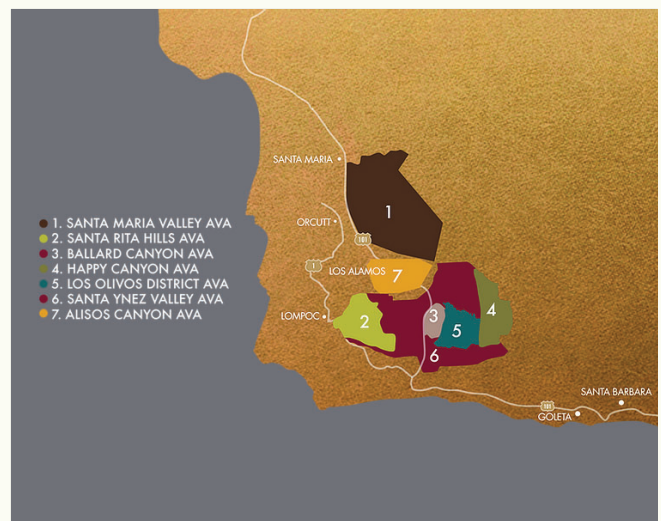 SANTA MARIA
1
1. SANTA MARIA VALLEY AVA
2. SANTA RITA HILLS AVA
3. BALLARD CANYON AVA
4. HAPPY CANYON AVA
5. LOS OLIVOS DISTRICT AVA
6. SANTA YNEZ VALLEY AVA
7. ALISOS CANYON AVA
ORCUTT
101
1
LOS ALAMOS
7
LOMPOC
2
3
4
5
6
SANTA BARBARA
101
GOLETA